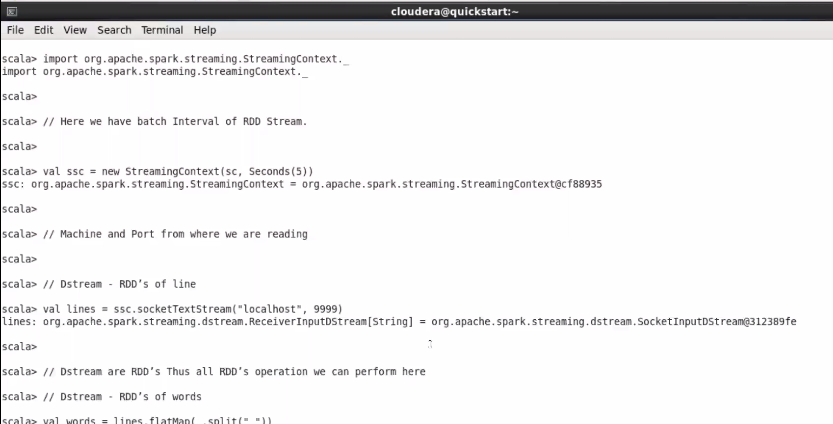 cloudera@quickstart:~
File Edit View Search Terminal Help
scala> import org.apache.spark.streaming.StreamingContext._
import org.apache.spark.streaming.StreamingContext._
scala>
scala> // Here we have batch Interval of RDD Stream.
scala>
scala> val ssc = new StreamingContext(sc, Seconds(5))
ssc: org.apache.spark.streaming.StreamingContext = org.apache.spark.streaming.StreamingContext@cf88935
scala>
scala> // Machine and Port from where we are reading
scala>
scala> // Dstream - RDD’s of line
scala> val lines = ssc.socketTextStream("localhost", 9999)
lines: org.apache.spark.streaming.dstream.ReceiverInputDStream[String] = org.apache.spark.streaming.dstream.SocketInputDStream@312389fe
scala>
scala> // Dstream are RDD’s Thus all RDD’s operation we can perform here
scala> // Dstream - RDD’s of words
scala> val words = lines.flatMap(_.split(" "))